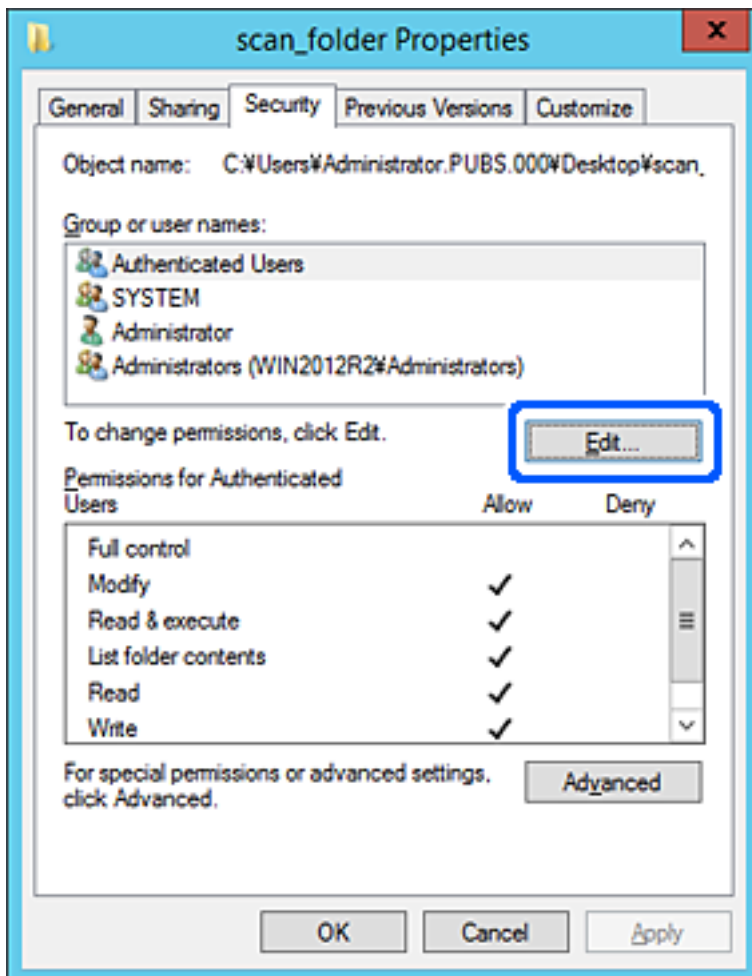 scan_folder Properties
x
General Sharing Security Previous Versions Customize
Object name: C:¥Users¥Administrator.PUBS.000¥Desktop¥scan_
Group or user names:
Authenticated Users
SYSTEM
Administrator
Administrators (WIN2012R2¥Administrators)
To change permissions, click Edit.
Edit...
Permissions for Authenticated
Users Allow Deny
Full control
Modify
Read & execute
List folder contents
Read
Write
For special permissions or advanced settings,
click Advanced.
Advanced
OK Cancel Apply